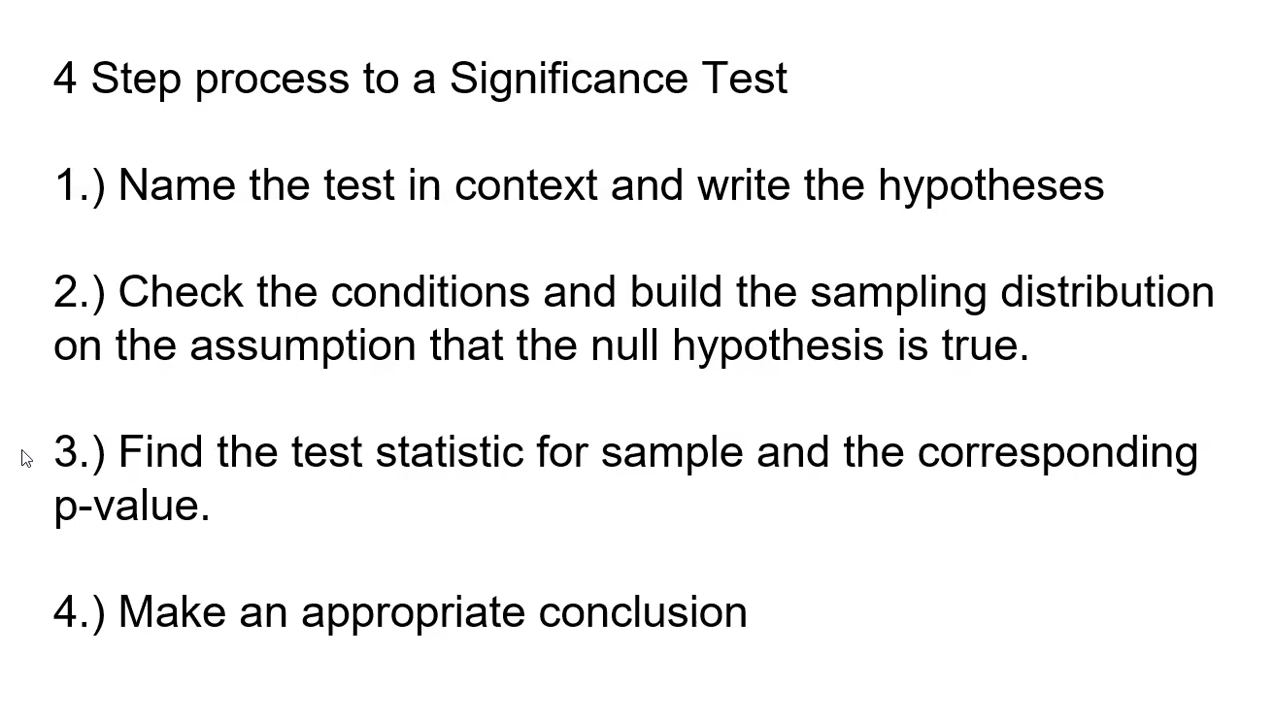 4 Step process to a Significance Test
1.) Name the test in context and write the hypotheses
2.) Check the conditions and build the sampling distribution
on the assumption that the null hypothesis is true.
3.) Find the test statistic for sample and the corresponding
p-value.
4.) Make an appropriate conclusion